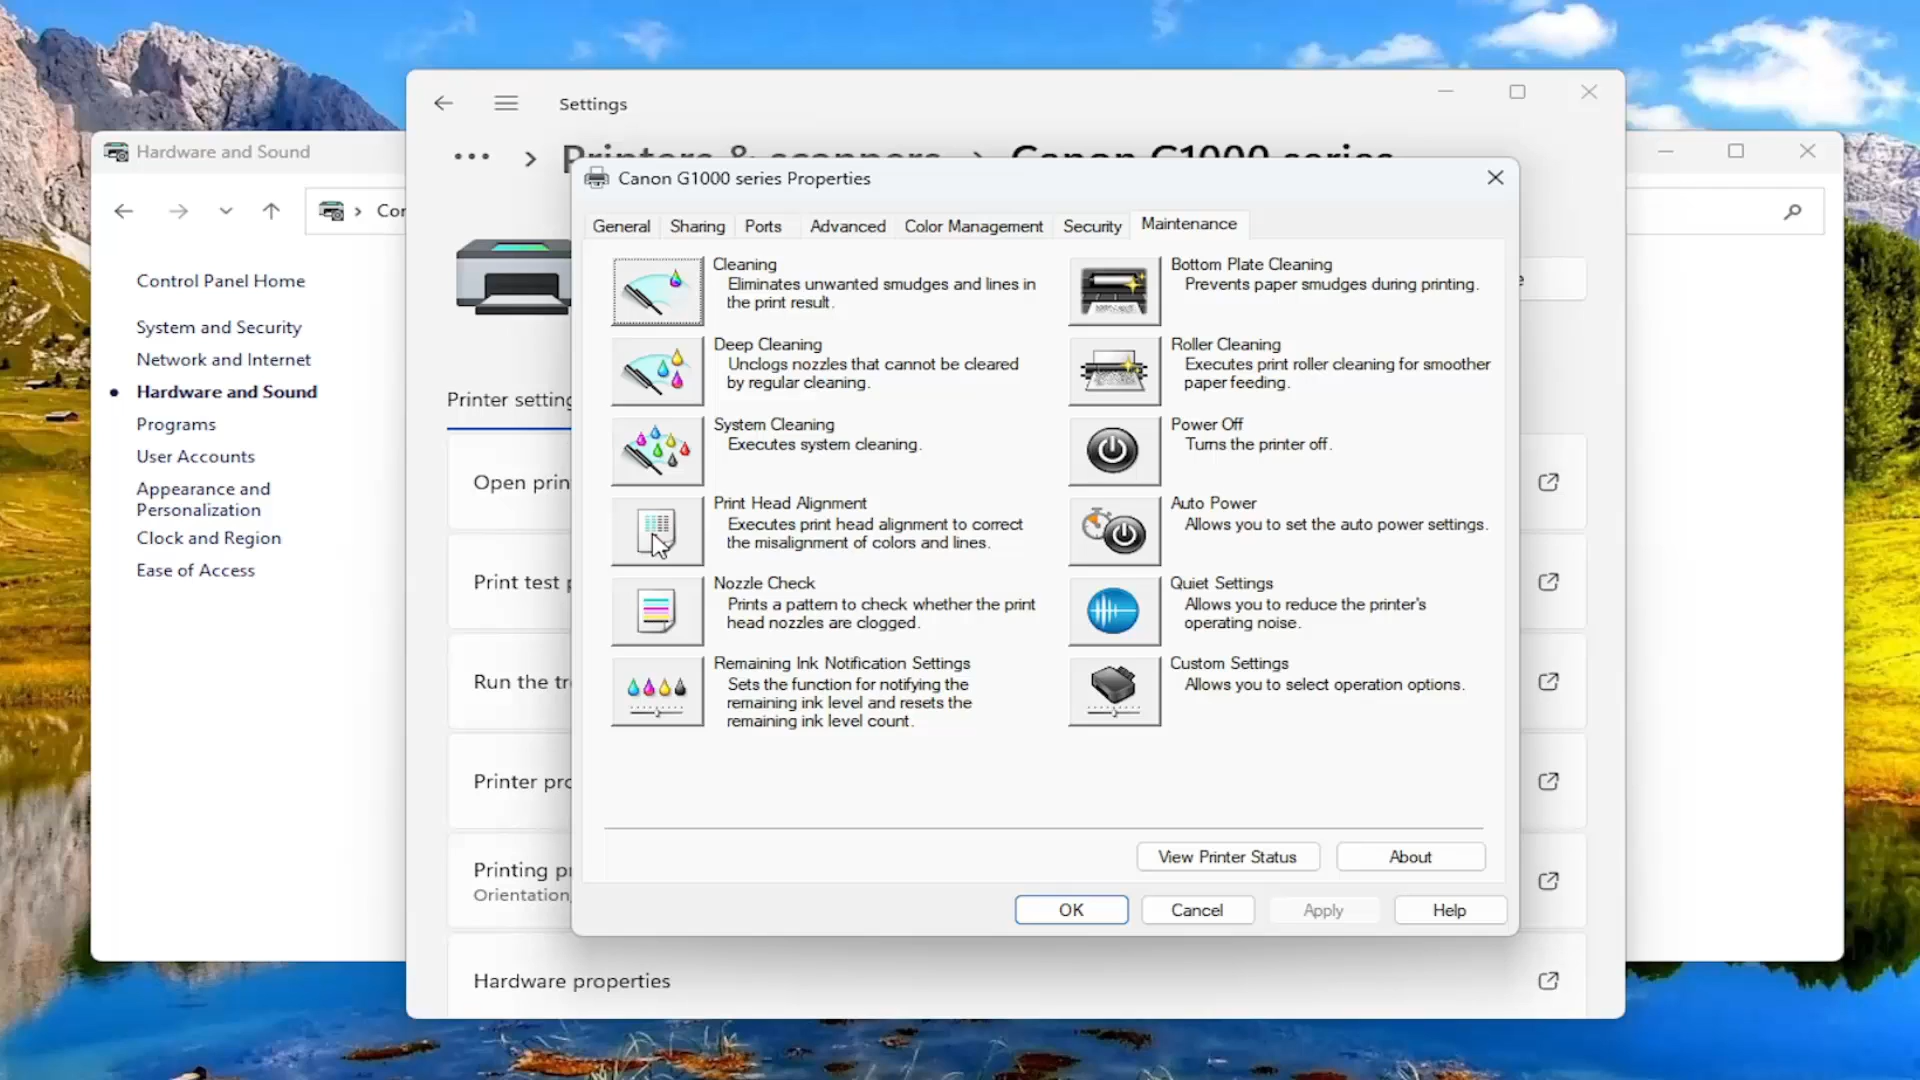 Settings
Hardware and Sound
Printers & scanners
Canon G1000 series
Canon G1000 series Properties
General
Sharing
Ports
Advanced
Color Management
Security
Maintenance
Control Panel Home
System and Security
Network and Internet
Hardware and Sound
Programs
User Accounts
Appearance and
Personalization
Clock and Region
Ease of Access
Cleaning
Eliminates unwanted smudges and lines in
the print result.
Deep Cleaning
Unclogs nozzles that cannot be cleared
by regular cleaning.
System Cleaning
Executes system cleaning.
Print Head Alignment
Executes print head alignment to correct
the misalignment of colors and lines.
Nozzle Check
Prints a pattern to check whether the print
head nozzles are clogged.
Remaining Ink Notification Settings
Sets the function for notifying the
remaining ink level and resets the
remaining ink level count.
Bottom Plate Cleaning
Prevents paper smudges during printing.
Roller Cleaning
Executes print roller cleaning for smoother
paper feeding.
Power Off
Turns the printer off.
Auto Power
Allows you to set the auto power settings.
Quiet Settings
Allows you to reduce the printer's
operating noise.
Custom Settings
Allows you to select operation options.
Printer setting
Open prin
Print test p
Run the tr
Printer pro
Printing pr
Orientation,
Hardware properties
View Printer Status
About
OK
Cancel
Apply
Help